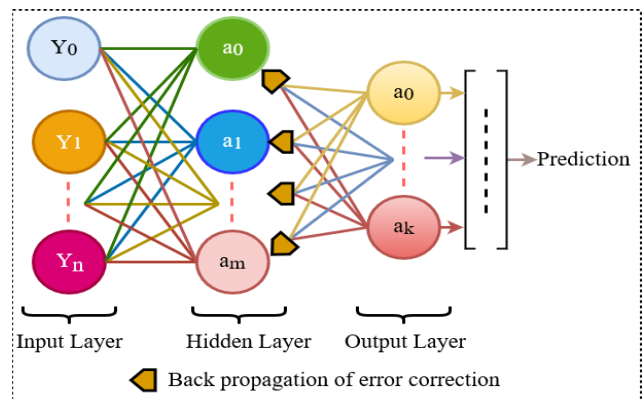 Y0 a0
a0
Y1 a1
Prediction
Yn am ak
Input Layer Hidden Layer Output Layer
Back propagation of error correction